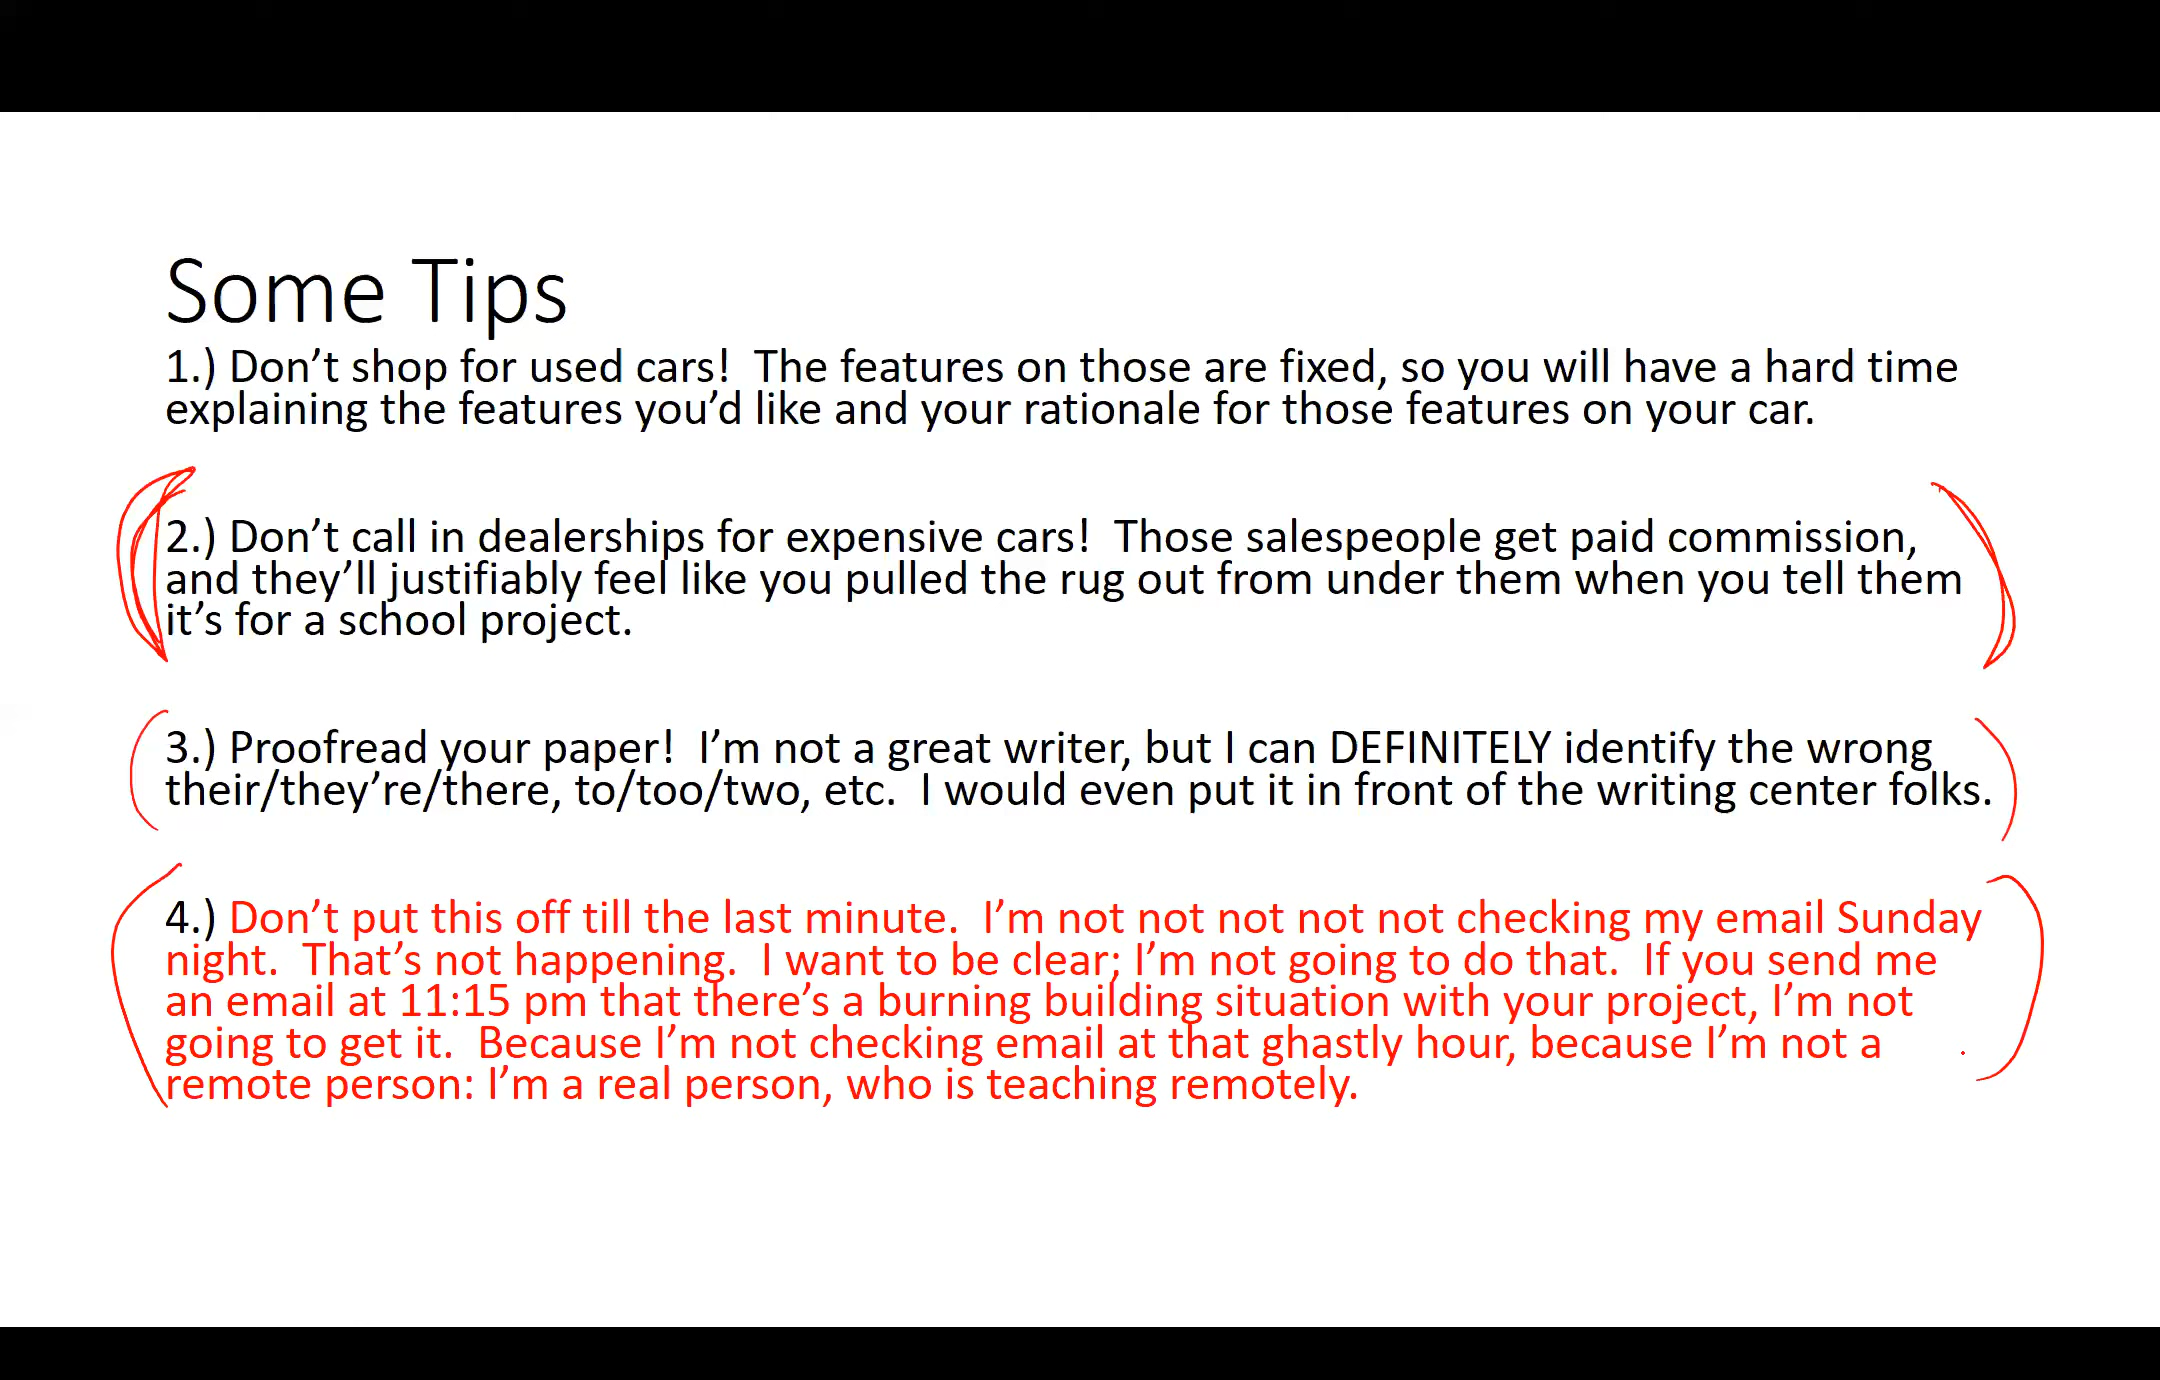 Some Tips
1.) Don’t shop for used cars!  The features on those are fixed, so you will have a hard time
explaining the features you’d like and your rationale for those features on your car.
2.) Don’t call in dealerships for expensive cars!  Those salespeople get paid commission,
and they’ll justifiably feel like you pulled the rug out from under them when you tell them
it’s for a school project.
3.) Proofread your paper!  I’m not a great writer, but I can DEFINITELY identify the wrong
their/they’re/there, to/too/two, etc.  I would even put it in front of the writing center folks.
4.) Don’t put this off till the last minute.  I’m not not not not not checking my email Sunday
night.  That’s not happening.  I want to be clear; I’m not going to do that.  If you send me
an email at 11:15 pm that there’s a burning building situation with your project, I’m not
going to get it.  Because I’m not checking email at that ghastly hour, because I’m not a
remote person: I’m a real person, who is teaching remotely.